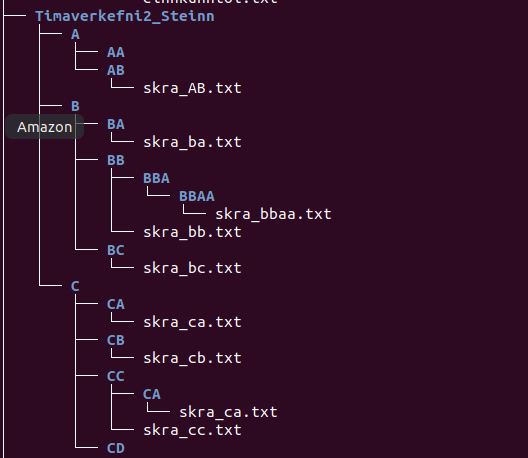 Timaverkefni2_Steinn
A
AA
AB
skra_AB.txt
B
Amazon
BA
skra_ba.txt
BB
BBA
BBAA
skra_bbaa.txt
skra_bb.txt
BC
skra_bc.txt
C
CA
skra_ca.txt
CB
skra_cb.txt
CC
CA
skra_ca.txt
skra_cc.txt
CD